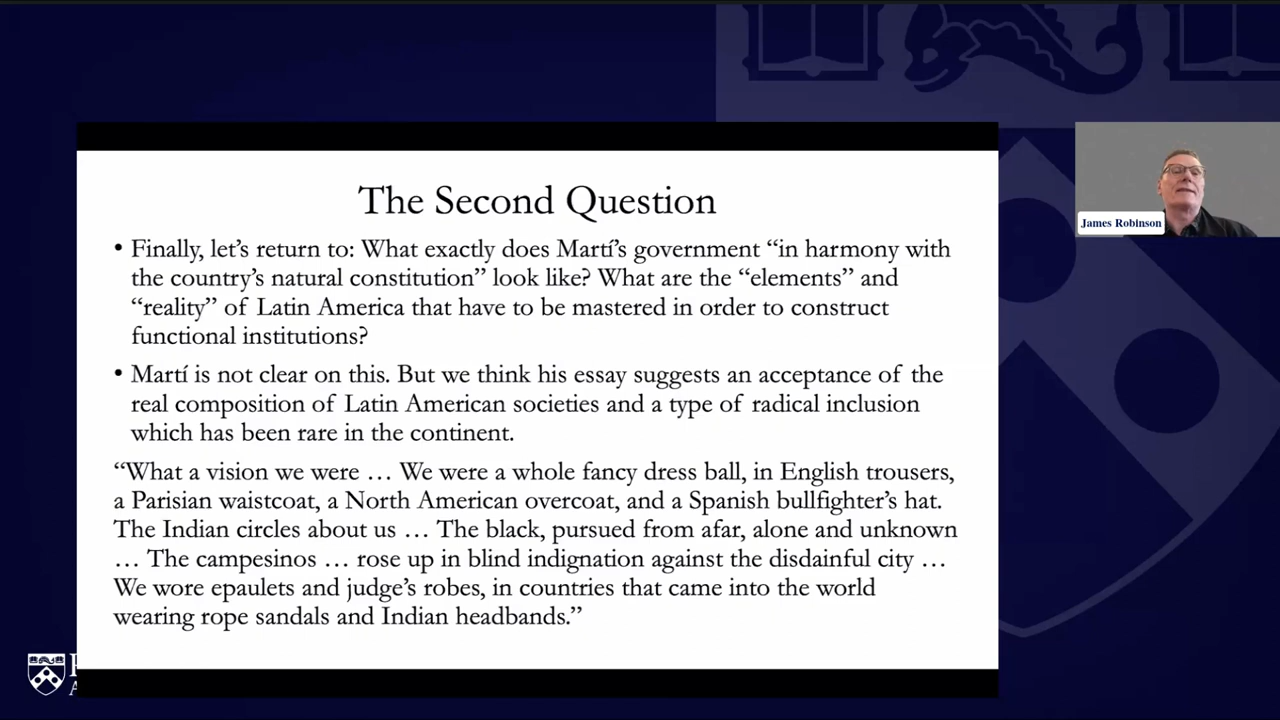 The Second Question
• Finally, let's return to: What exactly does Martí's government “in harmony with
the country's natural constitution” look like? What are the “elements” and
“reality” of Latin America that have to be mastered in order to construct
functional institutions?
• Martí is not clear on this. But we think his essay suggests an acceptance of the
real composition of Latin American societies and a type of radical inclusion
which has been rare in the continent.
“What a vision we were … We were a whole fancy dress ball, in English trousers,
a Parisian waistcoat, a North American overcoat, and a Spanish bullfighter's hat.
The Indian circles about us … The black, pursued from afar, alone and unknown
… The campesinos … rose up in blind indignation against the disdainful city …
We wore epaulets and judge's robes, in countries that came into the world
wearing rope sandals and Indian headbands.”
James Robinson